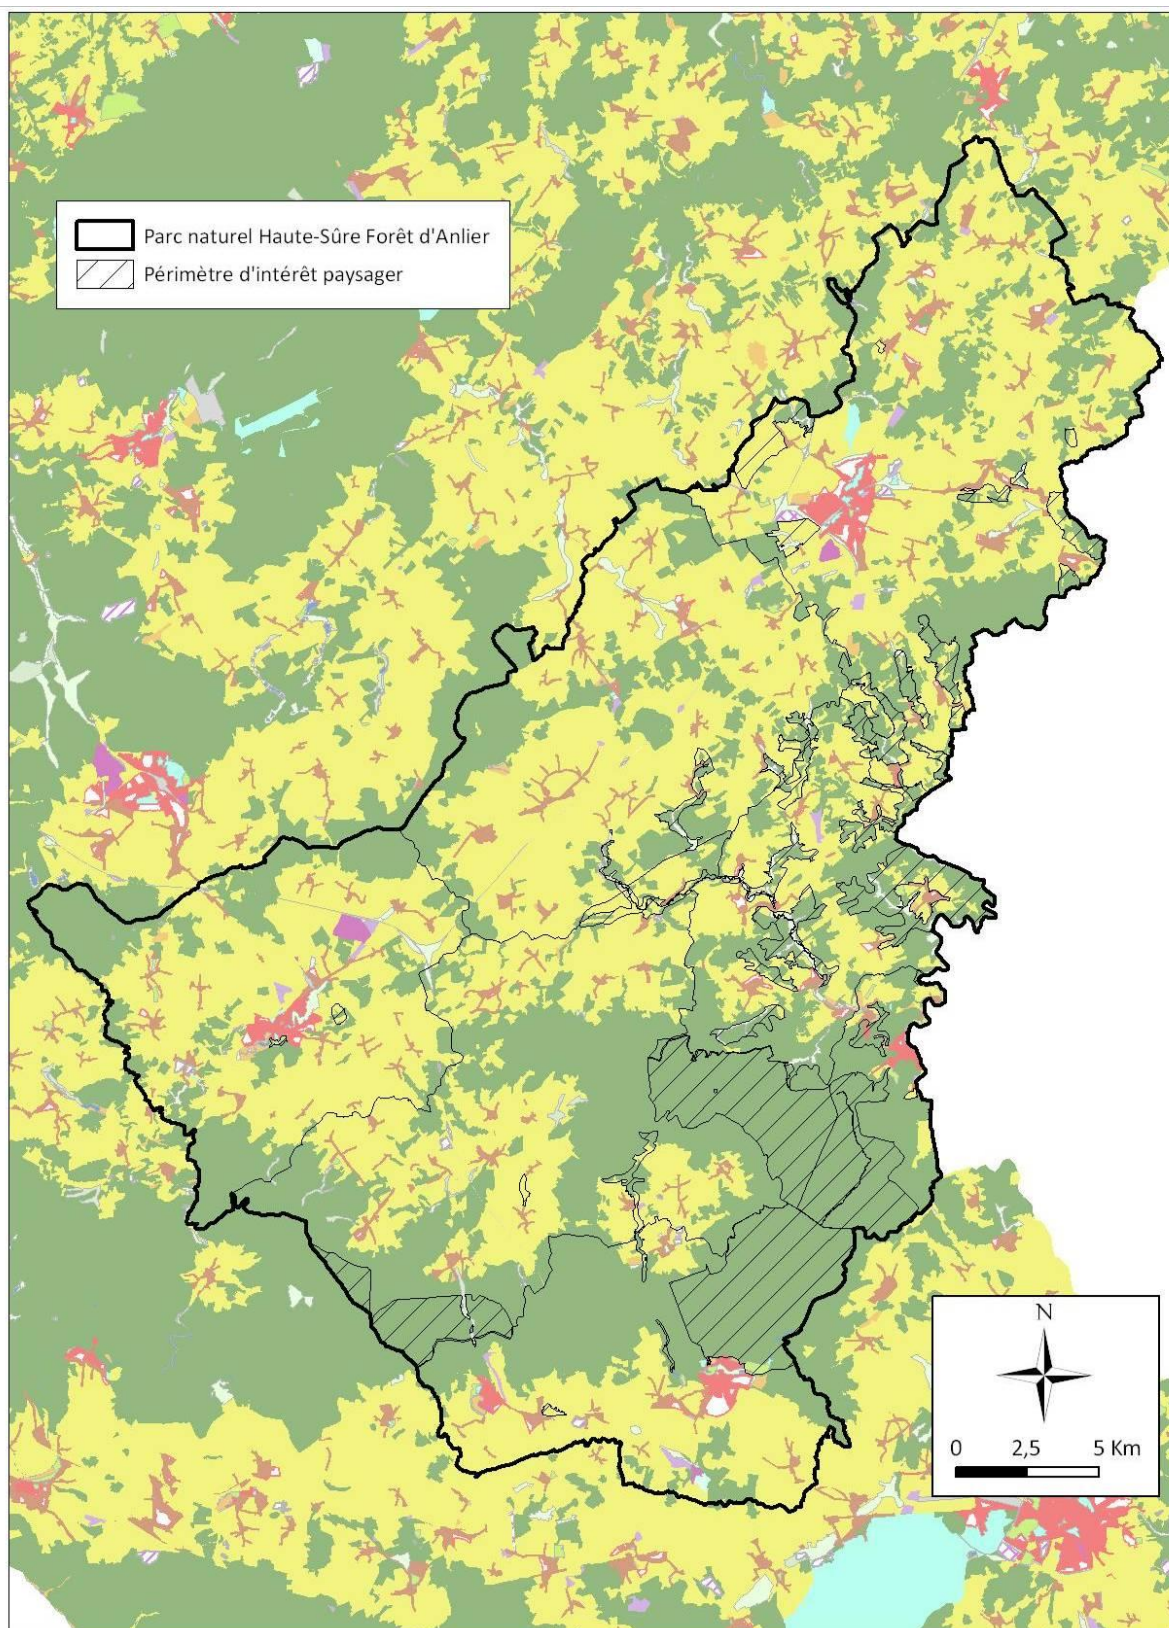 Parc naturel Haute-Sûre Forêt d'Anlier
Périmètre d'intérêt paysager
N
0 2,5 5 Km